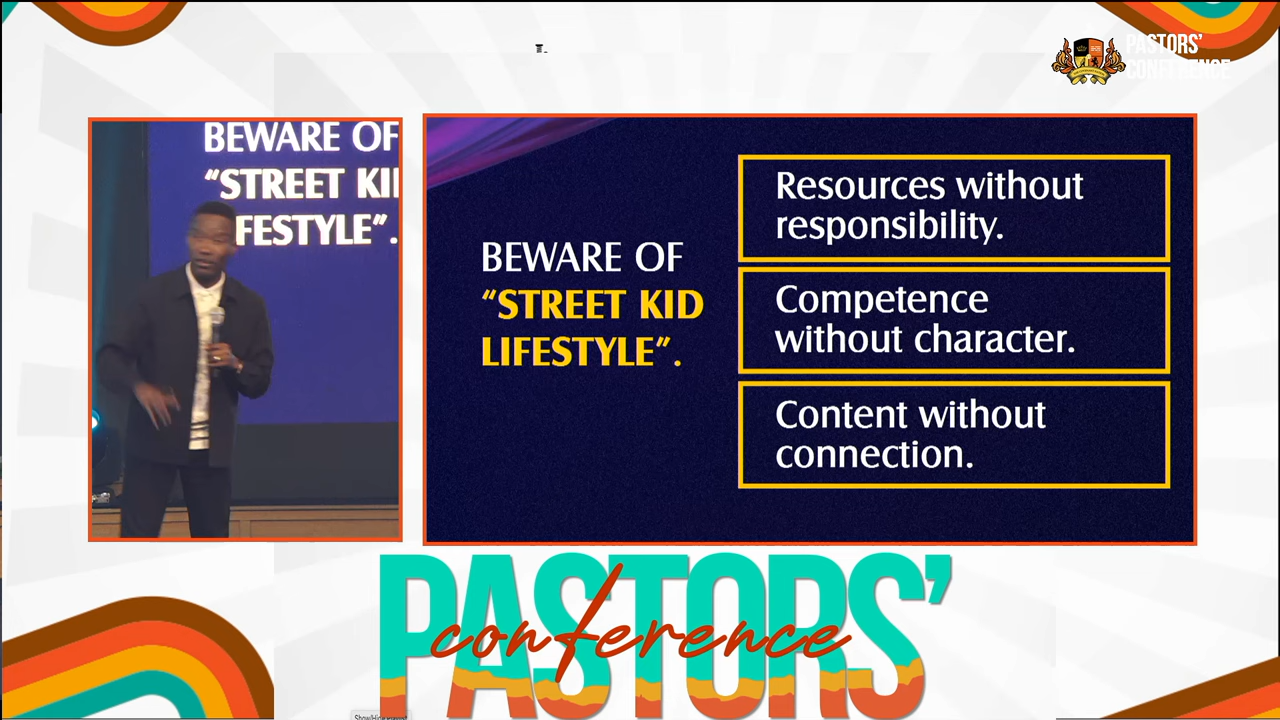 PASTORS'
CONFERENCE
BEWARE OF
“STREET KI
IFESTYLE”.
BEWARE OF
“STREET KID
LIFESTYLE”.
Resources without
responsibility.
Competence
without character.
Content without
connection.
PASTORS'
conference